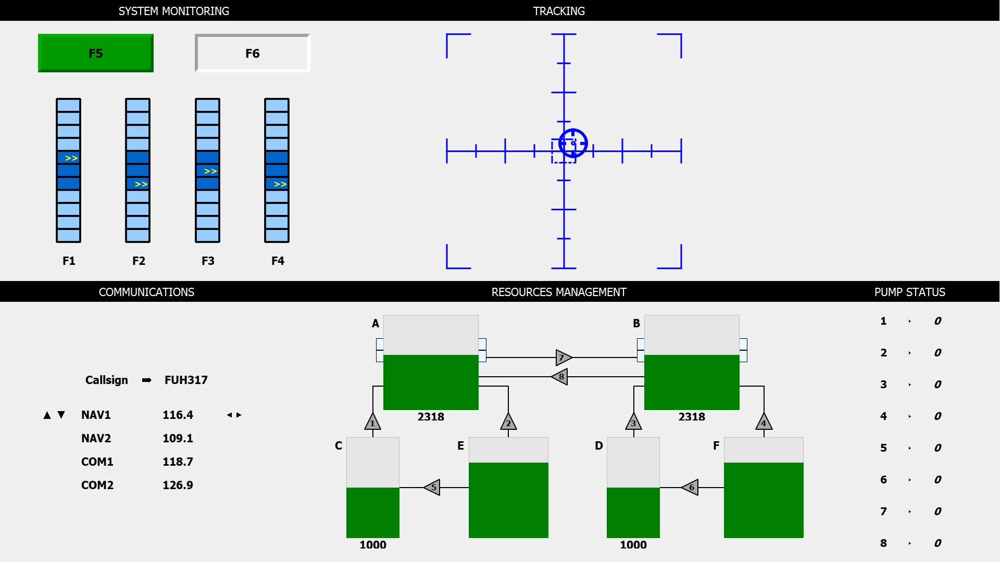 SYSTEM MONITORING
TRACKING
F5
F6
>>
>>
>>
>>
F1
F2
F3
F4
COMMUNICATIONS
RESOURCES MANAGEMENT
PUMP STATUS
Callsign FUH317
▲ ▼ NAV1 116.4
NAV2 109.1
COM1 118.7
COM2 126.9
A
B
7
8
2318
2318
1
2
3
4
C
E
D
F
5
6
1000
1000
1 0
2 0
3 0
4 0
5 0
6 0
7 0
8 0